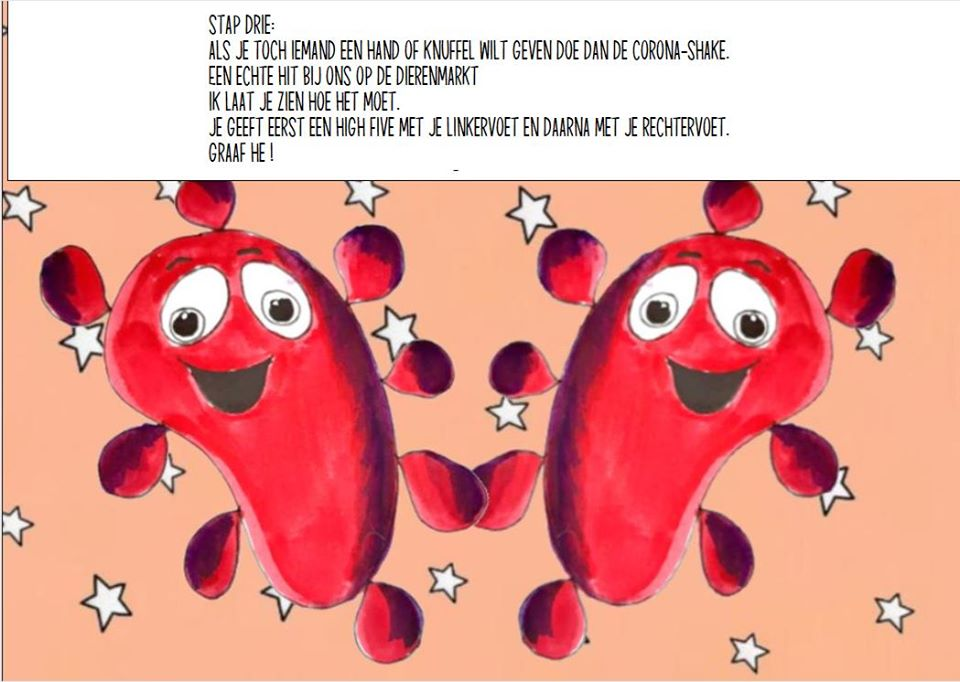 STAP DRIE:
ALS JE TOCH IEMAND EEN HAND OF KNUFFEL WILT GEVEN DOE DAN DE CORONA-SHAKE.
EEN ECHTE HIT BIJ ONS OP DE DIERENMARKT
IK LAAT JE ZIEN HOE HET MOET.
JE GEEFT EERST EEN HIGH FIVE MET JE LINKERVOET EN DAARNA MET JE RECHTERVOET.
GRAAF HE !
-